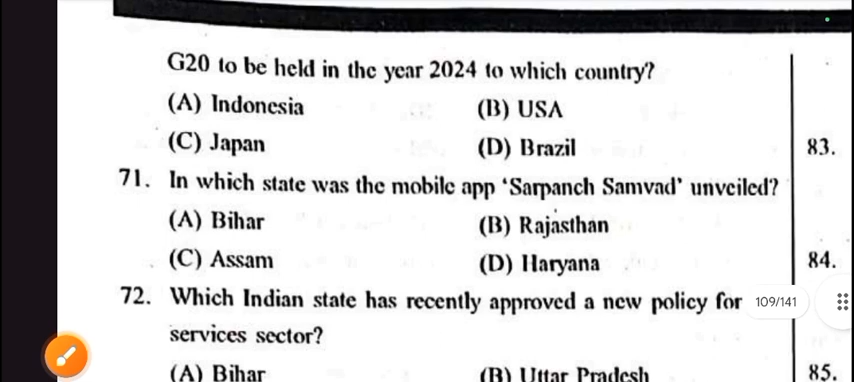 G20 to be held in the year 2024 to which country?
(A) Indonesia (B) USA
(C) Japan (D) Brazil
83.
71. In which state was the mobile app ‘Sarpanch Samvad’ unveiled?
(A) Bihar (B) Rajasthan
(C) Assam (D) Haryana
84.
72. Which Indian state has recently approved a new policy for
109/141
services sector?
(A) Bihar (B) Uttar Pradesh
85.